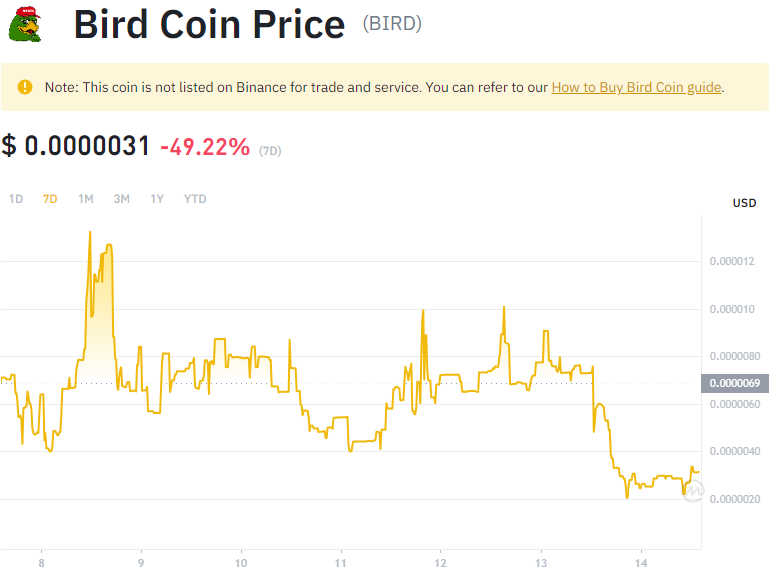 Bird Coin Price (BIRD)
Note: This coin is not listed on Binance for trade and service. You can refer to our How to Buy Bird Coin guide.
$ 0.0000031 -49.22% (7D)
1D 7D 1M 3M 1Y YTD
USD
0.000012
0.000010
0.0000080
0.0000069
0.0000060
0.0000040
0.0000020
8 9 10 11 12 13 14